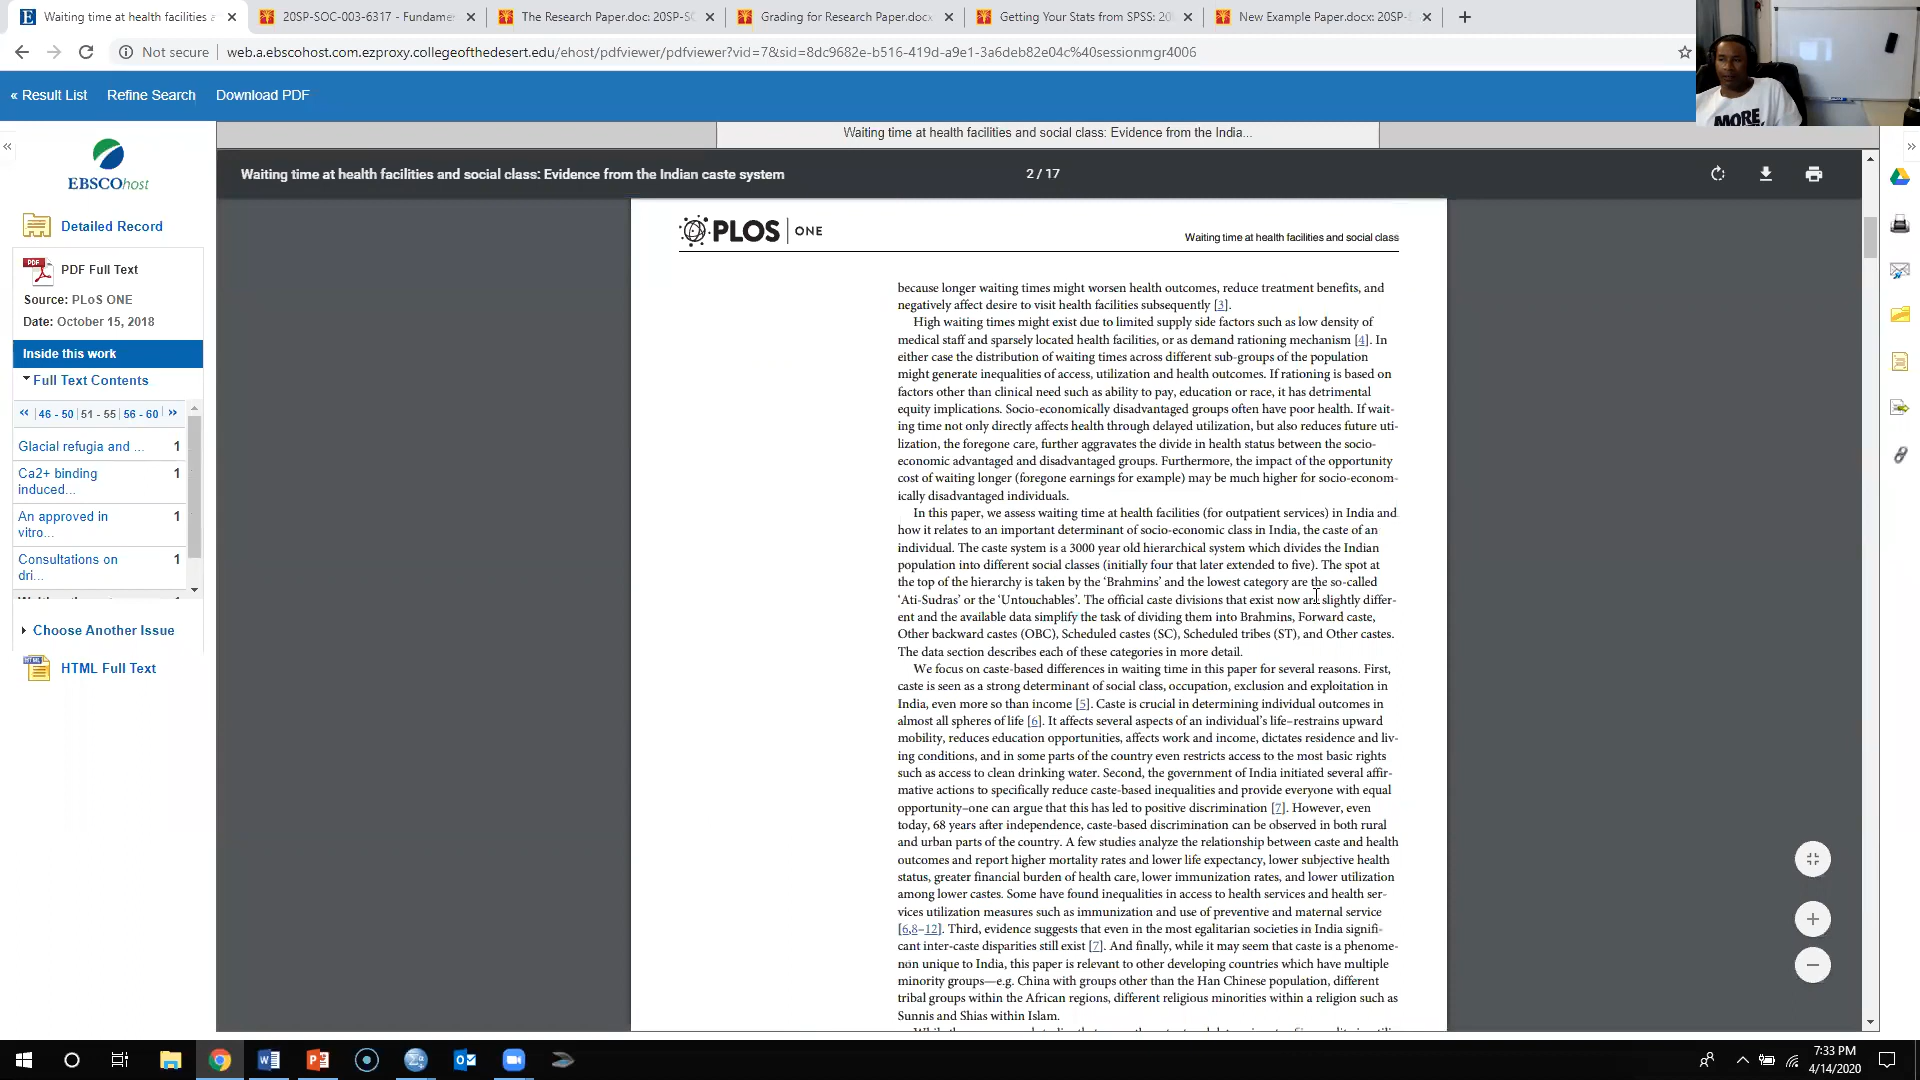 Waiting time at health facilities a
20SP-SOC-003-6317 - Fundame
The Research Paper.doc: 20SP-SC
Grading for Research Paper.docx
Getting Your Stats from SPSS: 20
New Example Paper.docx: 20SP-S
Not secure
web.a.ebscohost.com.ezproxy.collegeofthedesert.edu/ehost/pdfviewer/pdfviewer?vid=7&sid=8dc9682e-b516-419d-a9e1-3a6deb82e04c%40sessionmgr4006
MORE
« Result List Refine Search Download PDF
Waiting time at health facilities and social class: Evidence from the India...
EBSCOhost
Detailed Record
PDF
PDF Full Text
Source: PLoS ONE
Date: October 15, 2018
Inside this work
Full Text Contents
« 46 - 50 51 - 55 56 - 60 »
Glacial refugia and ... 1
Ca2+ binding 1
induced...
An approved in 1
vitro...
Consultations on 1
dri...
Choose Another Issue
HTML Full Text
Waiting time at health facilities and social class: Evidence from the Indian caste system
2 / 17
PLOS ONE
Waiting time at health facilities and social class
because longer waiting times might worsen health outcomes, reduce treatment benefits, and
negatively affect desire to visit health facilities subsequently [3].
High waiting times might exist due to limited supply side factors such as low density of
medical staff and sparsely located health facilities, or as demand rationing mechanism [4]. In
either case the distribution of waiting times across different sub-groups of the population
might generate inequalities of access, utilization and health outcomes. If rationing is based on
factors other than clinical need such as ability to pay, education or race, it has detrimental
equity implications. Socio-economically disadvantaged groups often have poor health. If wait-
ing time not only directly affects health through delayed utilization, but also reduces future uti-
lization, the foregone care, further aggravates the divide in health status between the socio-
economic advantaged and disadvantaged groups. Furthermore, the impact of the opportunity
cost of waiting longer (foregone earnings for example) may be much higher for socio-econom-
ically disadvantaged individuals.
In this paper, we assess waiting time at health facilities (for outpatient services) in India and
how it relates to an important determinant of socio-economic class in India, the caste of an
individual. The caste system is a 3000 year old hierarchical system which divides the Indian
population into different social classes (initially four that later extended to five). The spot at
the top of the hierarchy is taken by the ‘Brahmins’ and the lowest category are the so-called
‘Ati-Sudras’ or the ‘Untouchables’. The official caste divisions that exist now are slightly differ-
ent and the available data simplify the task of dividing them into Brahmins, Forward caste,
Other backward castes (OBC), Scheduled castes (SC), Scheduled tribes (ST), and Other castes.
The data section describes each of these categories in more detail.
We focus on caste-based differences in waiting time in this paper for several reasons. First,
caste is seen as a strong determinant of social class, occupation, exclusion and exploitation in
India, even more so than income [5]. Caste is crucial in determining individual outcomes in
almost all spheres of life [6]. It affects several aspects of an individual’s life–restrains upward
mobility, reduces education opportunities, affects work and income, dictates residence and liv-
ing conditions, and in some parts of the country even restricts access to the most basic rights
such as access to clean drinking water. Second, the government of India initiated several affir-
mative actions to specifically reduce caste-based inequalities and provide everyone with equal
opportunity–one can argue that this has led to positive discrimination [7]. However, even
today, 68 years after independence, caste-based discrimination can be observed in both rural
and urban parts of the country. A few studies analyze the relationship between caste and health
outcomes and report higher mortality rates and lower life expectancy, lower subjective health
status, greater financial burden of health care, lower immunization rates, and lower utilization
among lower castes. Some have found inequalities in access to health services and health ser-
vices utilization measures such as immunization and use of preventive and maternal service
[6,8–12]. Third, evidence suggests that even in the most egalitarian societies in India signifi-
cant inter-caste disparities still exist [7]. And finally, while it may seem that caste is a phenome-
non unique to India, this paper is relevant to other developing countries which have multiple
minority groups—e.g. China with groups other than the Han Chinese population, different
tribal groups within the African regions, different religious minorities within a religion such as
Sunnis and Shias within Islam.
7:33 PM
4/14/2020